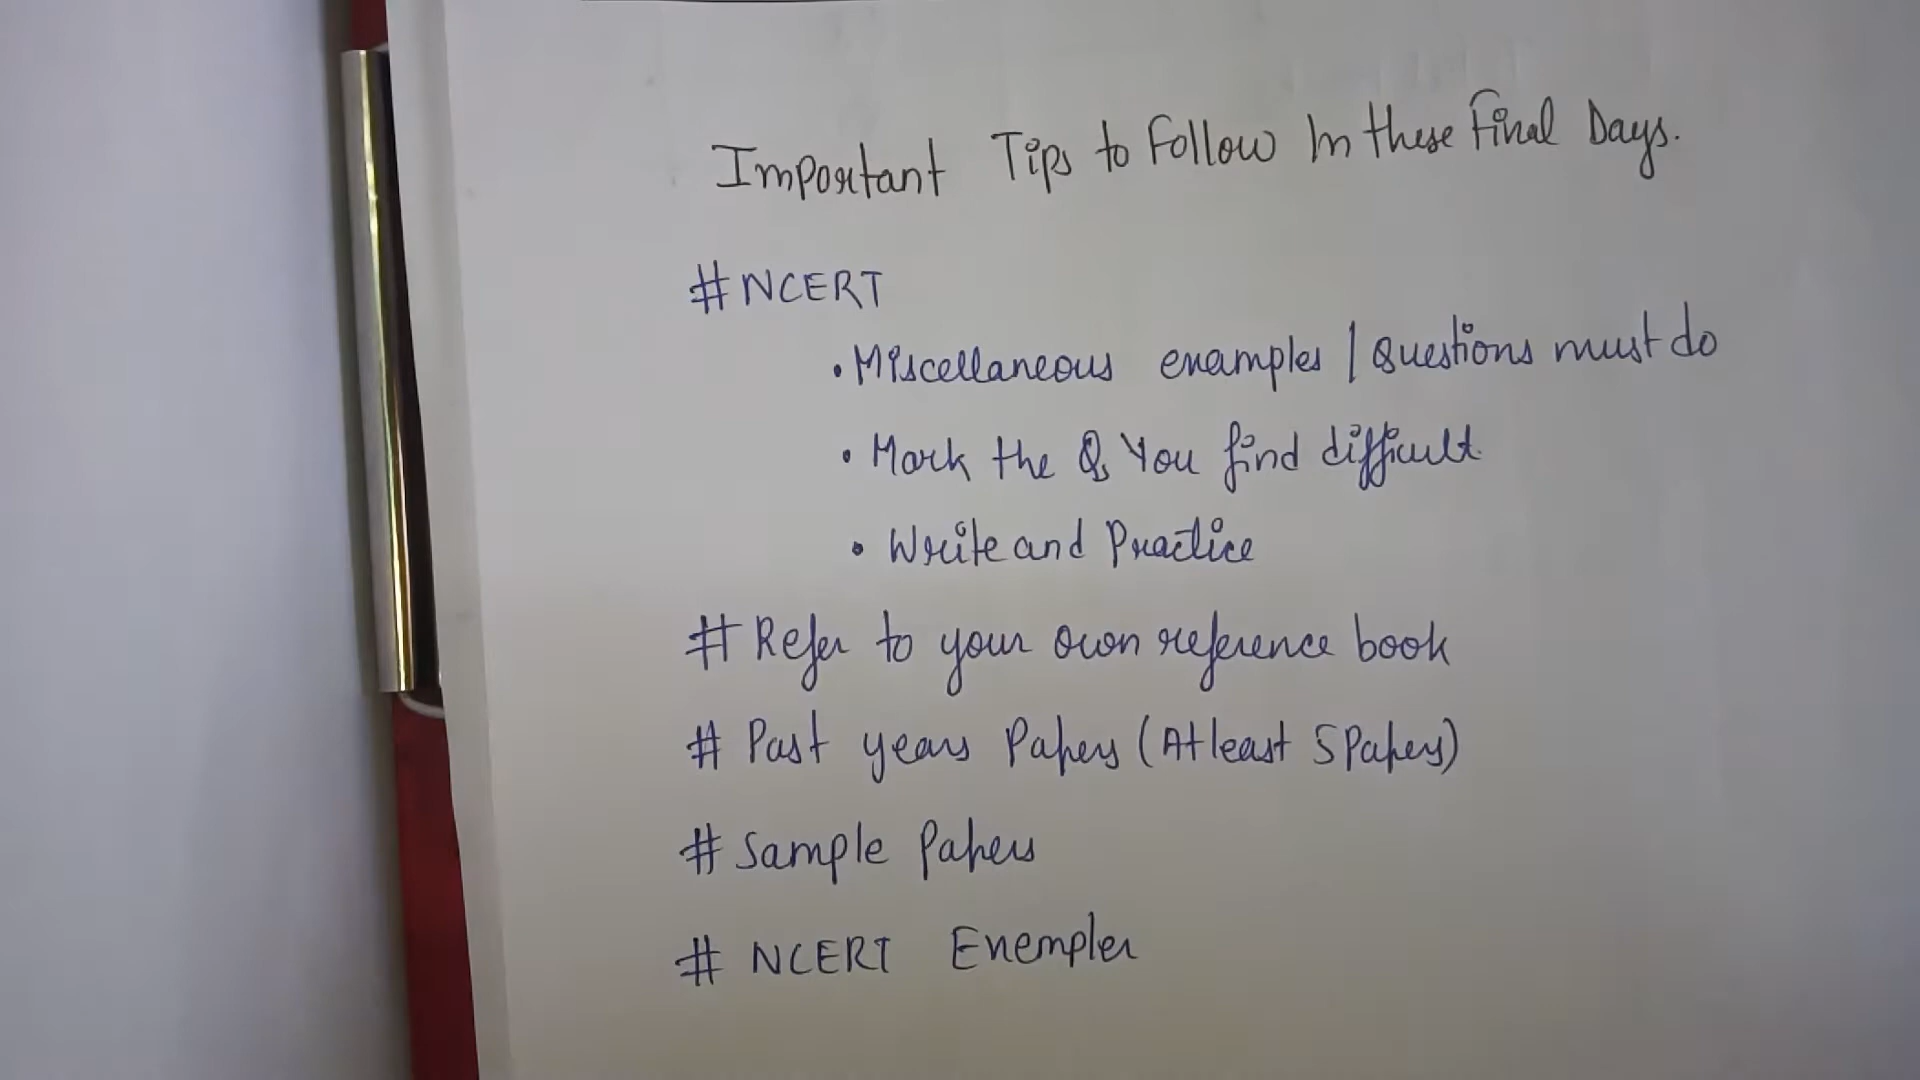 Important Tips to Follow In these Final Days.
#NCERT
• Miscellaneous examples / Questions must do
• Mark the Q, You find difficult.
• Write and Practice
# Refer to your own reference book
# Past years Papers (Atleast 5 Papers)
# Sample Papers
# NCERT Exempler